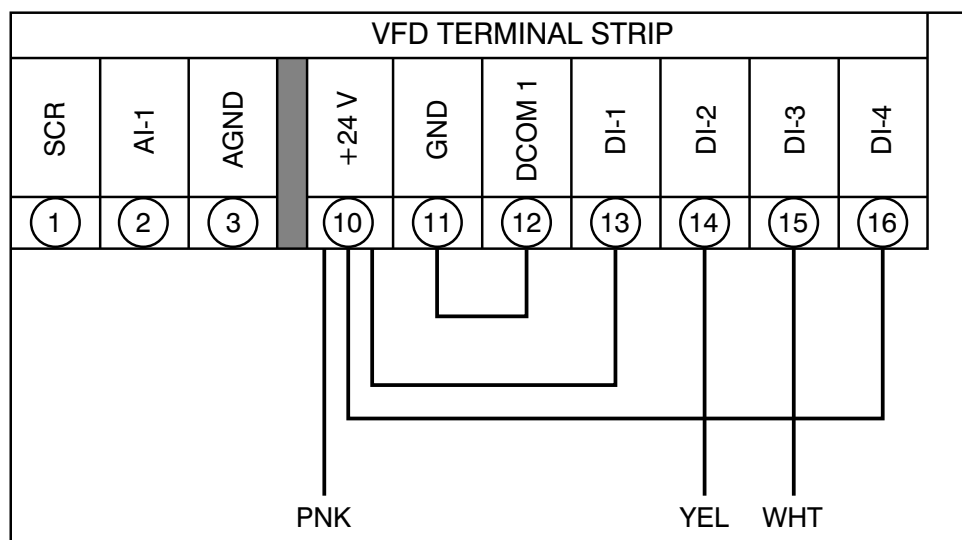 VFD TERMINAL STRIP
SCR AI-1 AGND +24 V GND DCOM 1 DI-1 DI-2 DI-3 DI-4
1 2 3 10 11 12 13 14 15 16
PNK YEL WHT